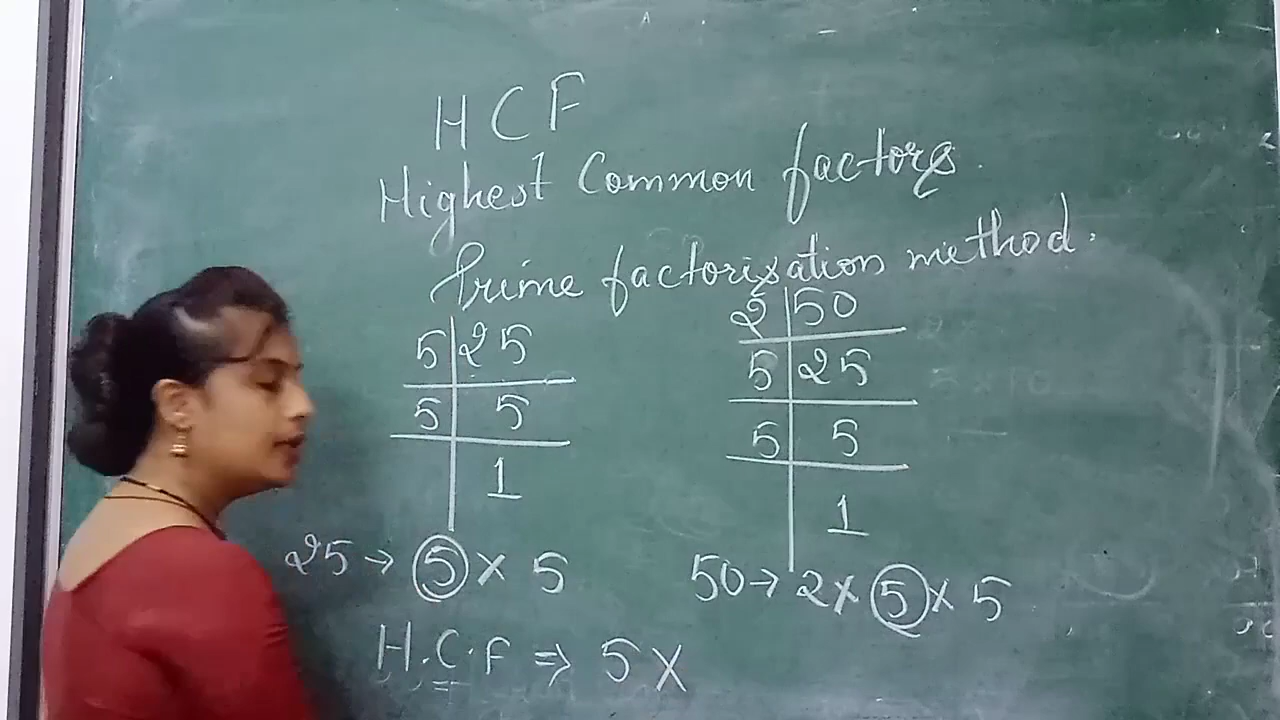 HCF
Highest Common factors.
Prime factorisation method.
5 25
5 5
1
2 50
5 25
5 5
1
25 → 5 × 5
50 → 2 × 5 × 5
H.C.F ⇒ 5 ×